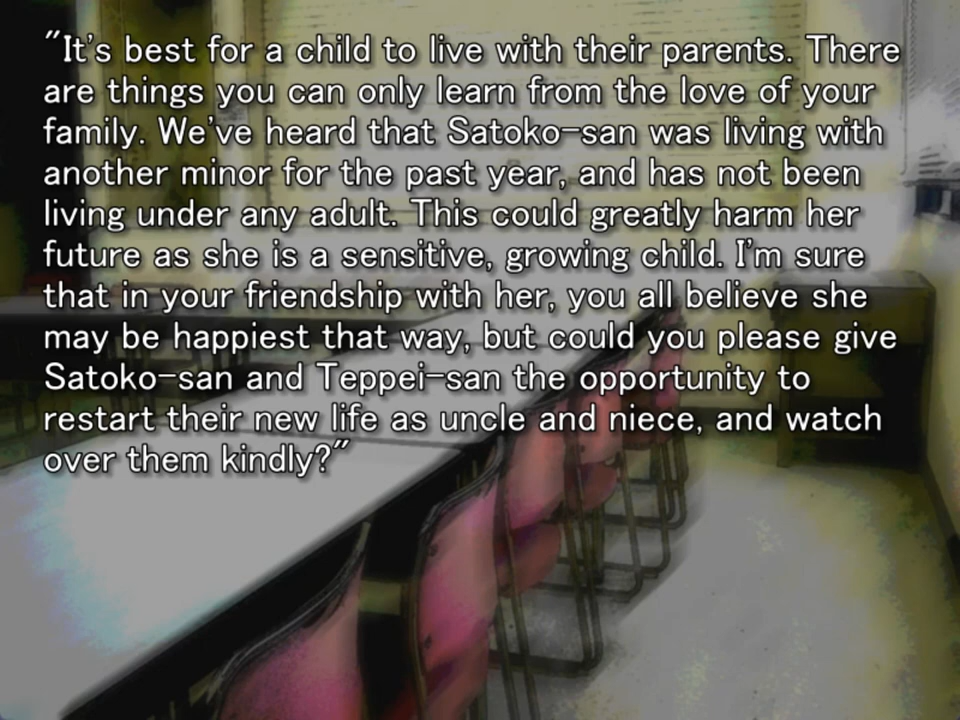 "It's best for a child to live with their parents. There
are things you can only learn from the love of your
family. We've heard that Satoko-san was living with
another minor for the past year, and has not been
living under any adult. This could greatly harm her
future as she is a sensitive, growing child. I'm sure
that in your friendship with her, you all believe she
may be happiest that way, but could you please give
Satoko-san and Teppei-san the opportunity to
restart their new life as uncle and niece, and watch
over them kindly?"